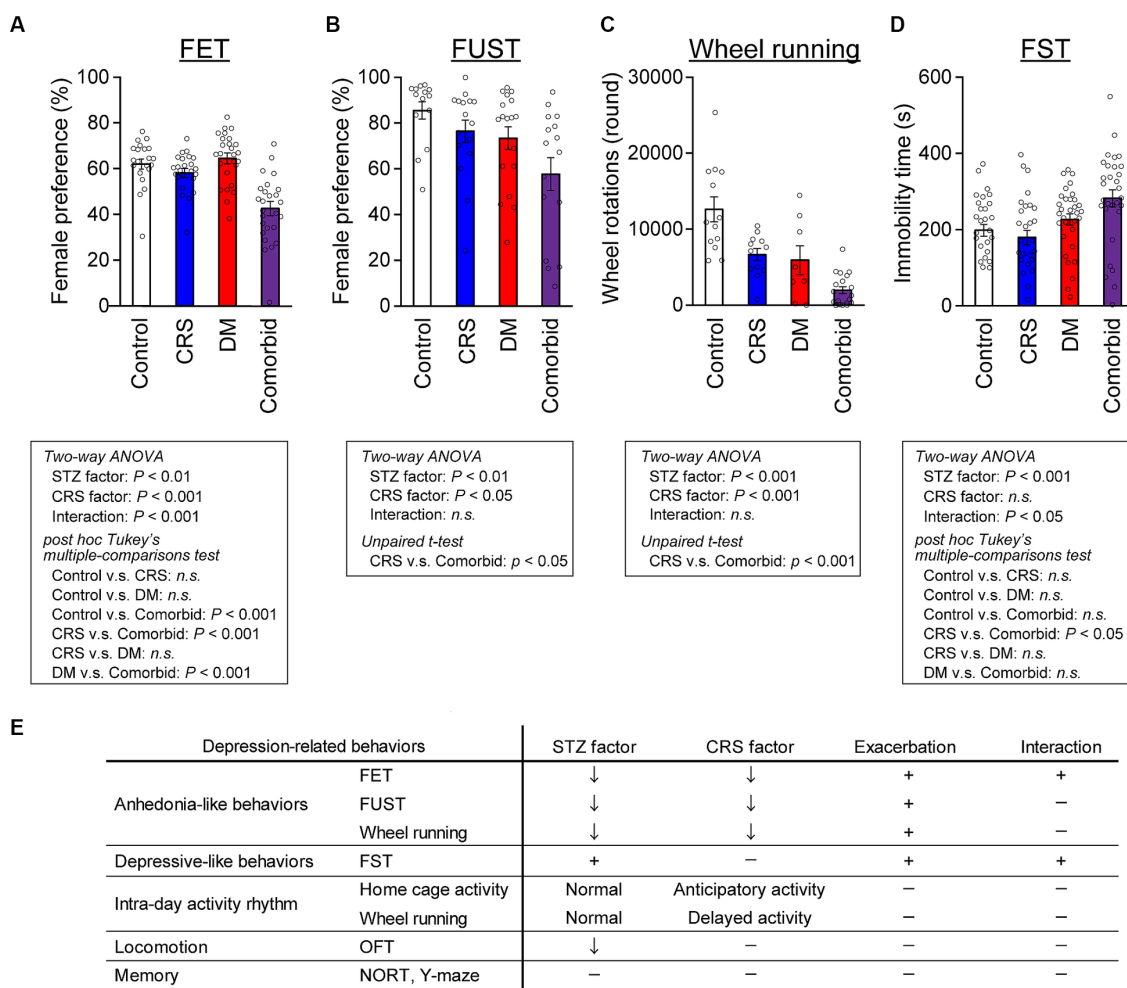 A
FET
Female preference (%)
100
80
60
40
20
0
Control
CRS
DM
Comorbid
Two-way ANOVA
STZ factor: P < 0.01
CRS factor: P < 0.001
Interaction: P < 0.001
post hoc Tukey's
multiple-comparisons test
Control v.s. CRS: n.s.
Control v.s. DM: n.s.
Control v.s. Comorbid: P < 0.001
CRS v.s. Comorbid: P < 0.001
CRS v.s. DM: n.s.
DM v.s. Comorbid: P < 0.001
B
FUST
Female preference (%)
100
80
60
40
20
0
Control
CRS
DM
Comorbid
Two-way ANOVA
STZ factor: P < 0.01
CRS factor: P < 0.05
Interaction: n.s.
Unpaired t-test
CRS v.s. Comorbid: p < 0.05
C
Wheel running
Wheel rotations (round)
30000
20000
10000
0
Control
CRS
DM
Comorbid
Two-way ANOVA
STZ factor: P < 0.001
CRS factor: P < 0.001
Interaction: n.s.
Unpaired t-test
CRS v.s. Comorbid: p < 0.001
D
FST
Immobility time (s)
600
400
200
0
Control
CRS
DM
Comorbid
Two-way ANOVA
STZ factor: P < 0.001
CRS factor: n.s.
Interaction: P < 0.05
post hoc Tukey's
multiple-comparisons test
Control v.s. CRS: n.s.
Control v.s. DM: n.s.
Control v.s. Comorbid: n.s.
CRS v.s. Comorbid: P < 0.05
CRS v.s. DM: n.s.
DM v.s. Comorbid: n.s.
E
Depression-related behaviors STZ factor CRS factor Exacerbation Interaction
FET ↓ ↓ + +
Anhedonia-like behaviors FUST ↓ ↓ + −
Wheel running ↓ ↓ + −
Depressive-like behaviors FST + − + +
Intra-day activity rhythm
Home cage activity Normal Anticipatory activity − −
Wheel running Normal Delayed activity − −
Locomotion OFT ↓ − − −
Memory NORT, Y-maze − − − −